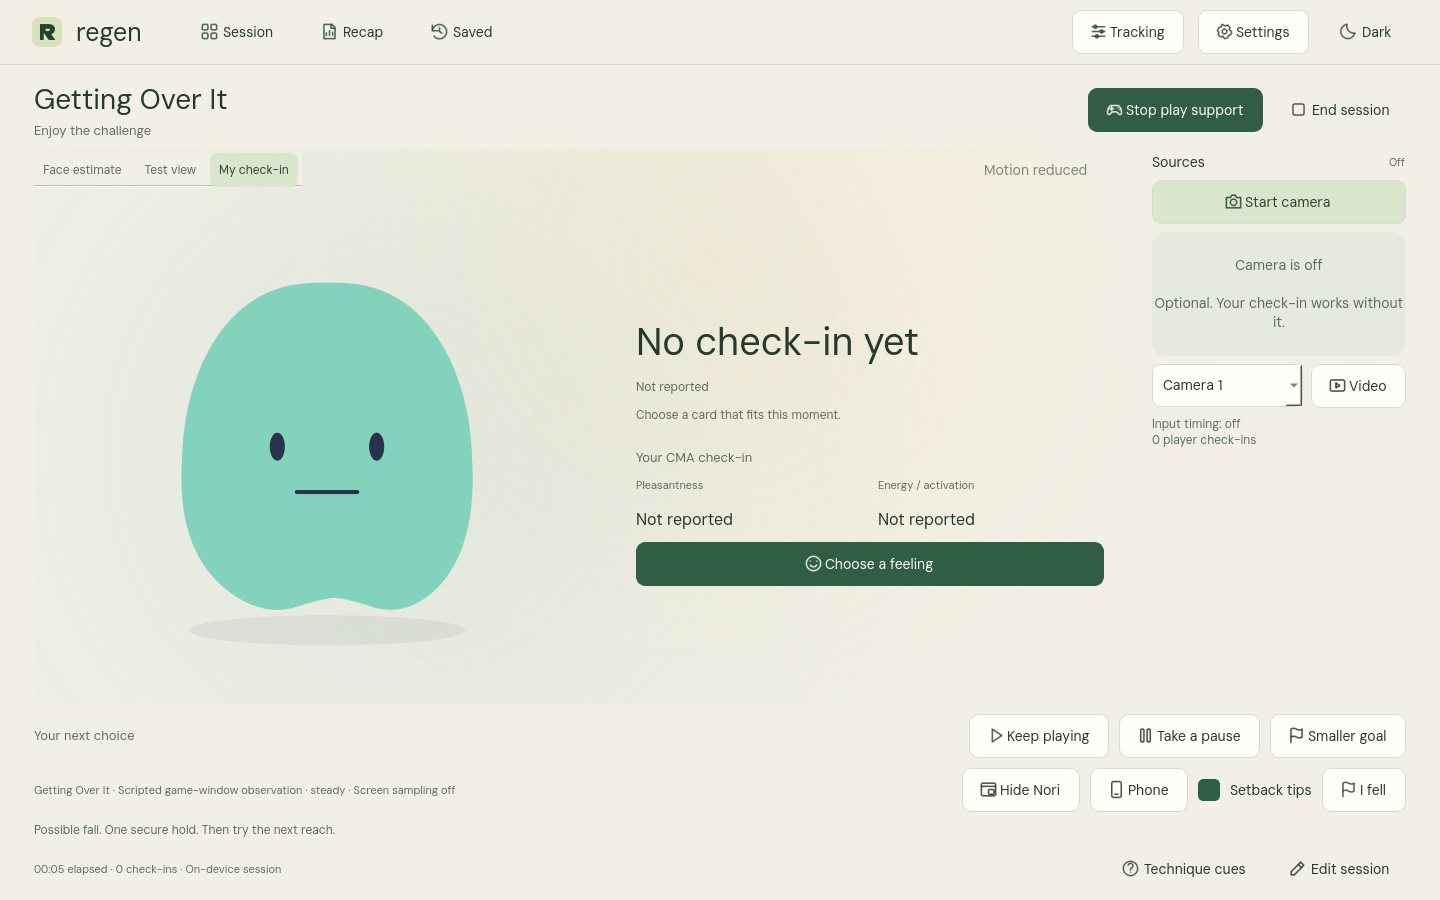 R regen
Session
Recap
Saved
Tracking
Settings
Dark
Getting Over It
Enjoy the challenge
Stop play support
End session
Face estimate
Test view
My check-in
Motion reduced
Sources
Off
Start camera
Camera is off
Optional. Your check-in works without
it.
Camera 1
Video
Input timing: off
0 player check-ins
No check-in yet
Not reported
Choose a card that fits this moment.
Your CMA check-in
Pleasantness
Energy / activation
Not reported
Not reported
Choose a feeling
Your next choice
Keep playing
Take a pause
Smaller goal
Getting Over It · Scripted game-window observation · steady · Screen sampling off
Hide Nori
Phone
Setback tips
I fell
Possible fall. One secure hold. Then try the next reach.
00:05 elapsed · 0 check-ins · On-device session
Technique cues
Edit session